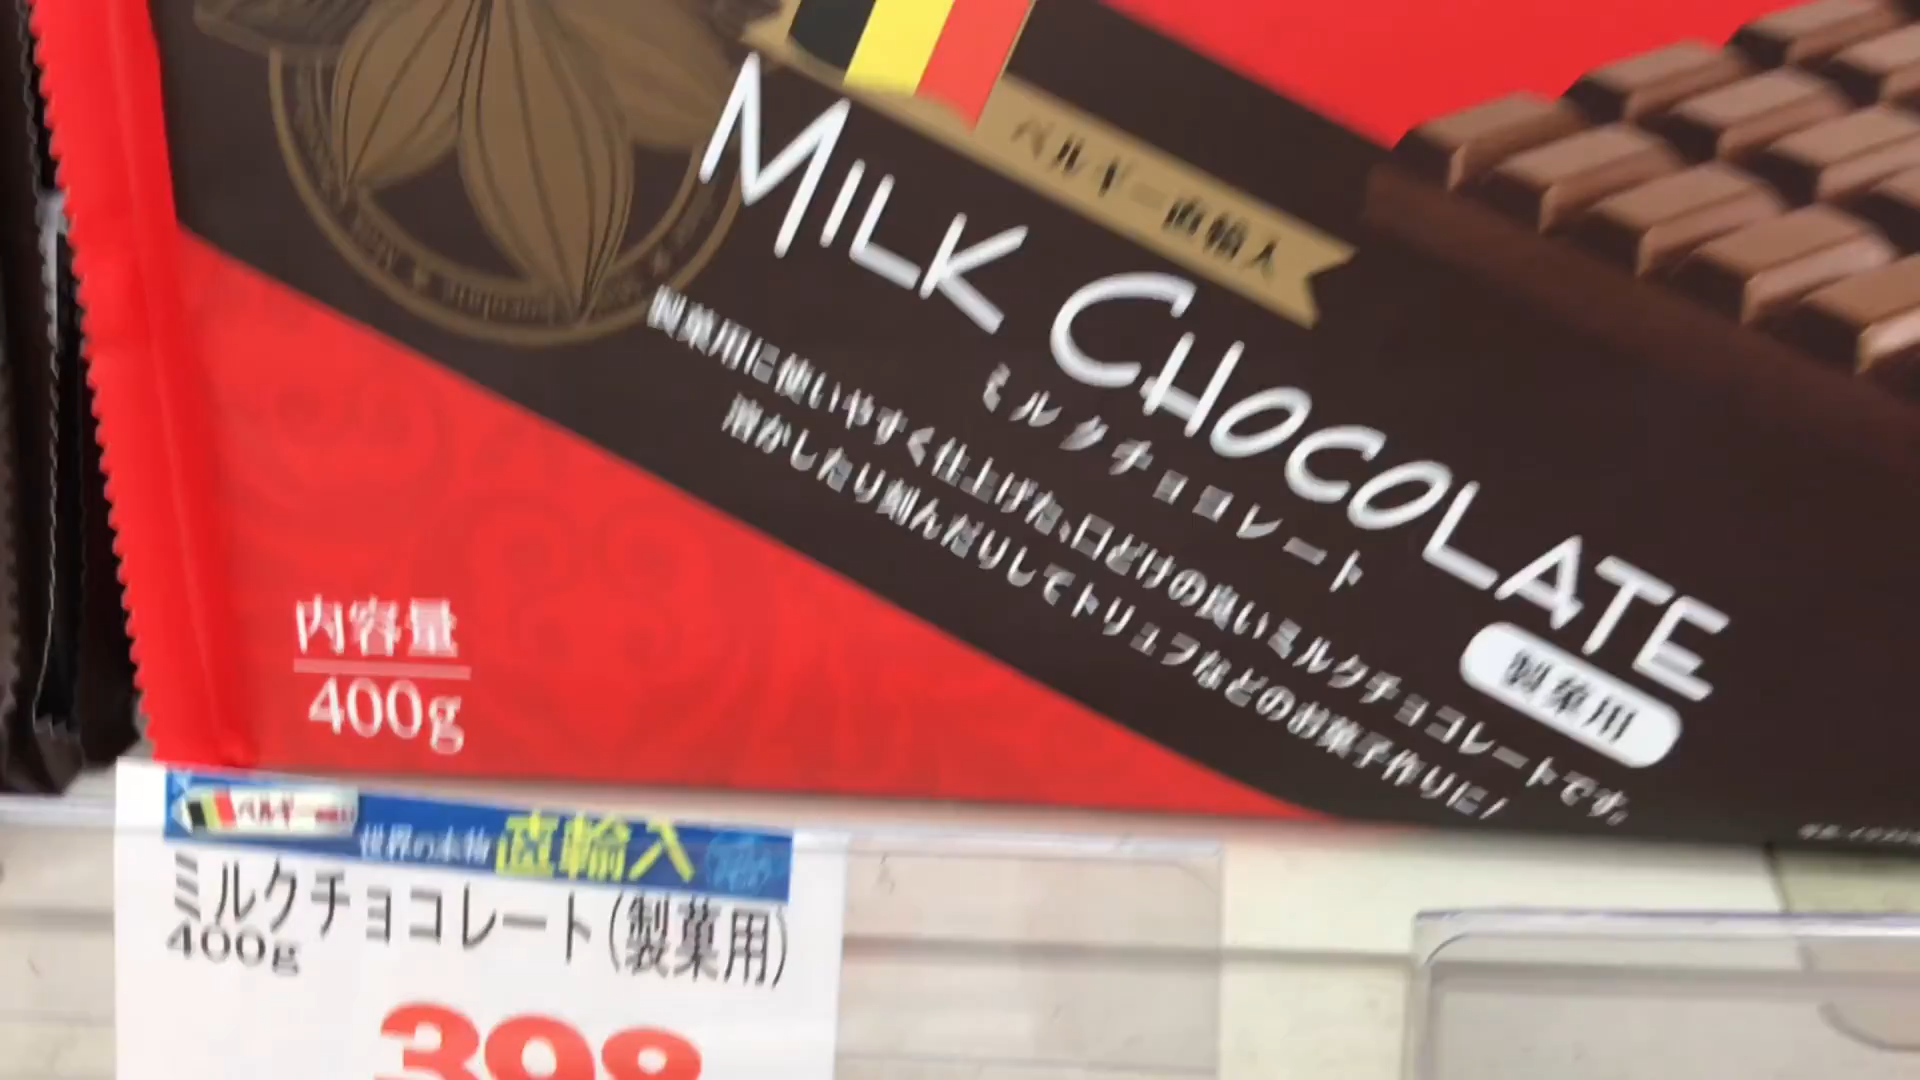 ベルギー直輸入
MILK CHOCOLATE
ミルクチョコレート
製菓用
製菓用に使いやすく仕上げた、口どけの良いミルクチョコレートです。
溶かしたり刻んだりしてトリュフなどのお菓子作りに!
内容量
400g
ベルギー
世界の本物 直輸入
ミルクチョコレート(製菓用)
400g
398